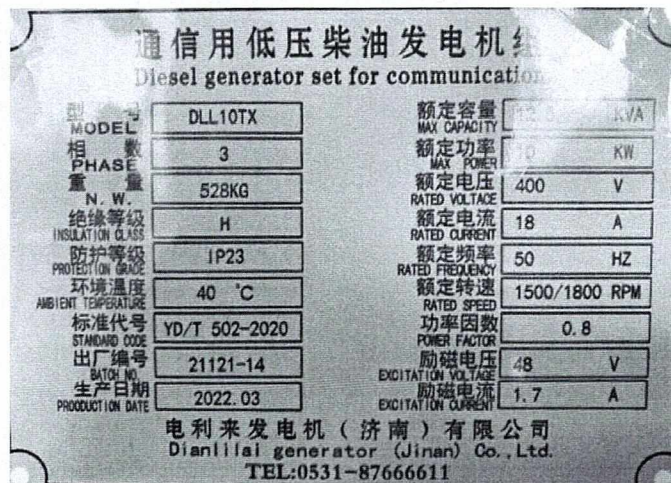 通信用低压柴油发电机组
Diesel generator set for communication
型 号 MODEL DLL10TX
相 数 PHASE 3
重 量 N. W. 528KG
绝缘等级 INSULATION CLASS H
防护等级 PROTECTION GRADE IP23
环境温度 AMBIENT TEMPERATURE 40 ℃
标准代号 STANDARD CODE YD/T 502-2020
出厂编号 BATCH NO. 21121-14
生产日期 PROODUCTION DATE 2022.03
额定容量 MAX CAPACITY KVA
额定功率 MAX POWER 10 KW
额定电压 RATED VOLTACE 400 V
额定电流 RATED CURRENT 18 A
额定频率 RATED FREQUENCY 50 HZ
额定转速 RATED SPEED 1500/1800 RPM
功率因数 POWER FACTOR 0.8
励磁电压 EXCITATION VOLTAGE 48 V
励磁电流 EXCITATION CURRENT 1.7 A
电利来发电机（济南）有限公司
Dianlilai generator (Jinan) Co.,Ltd.
TEL:0531-87666611